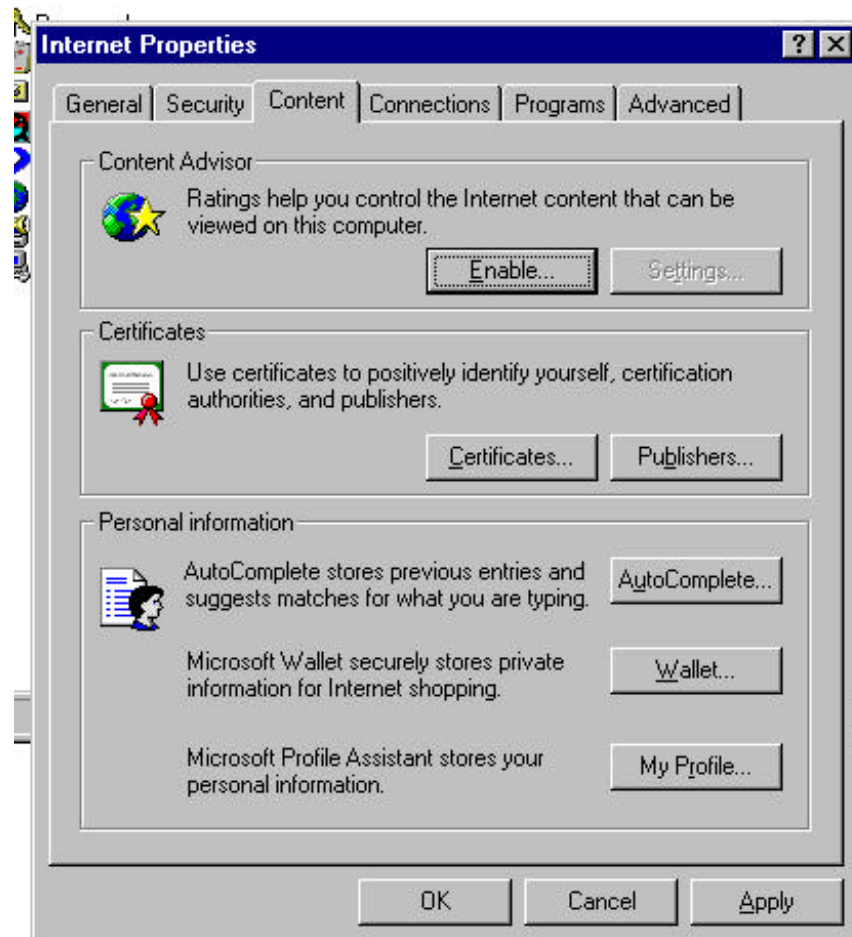 Internet Properties
General Security Content Connections Programs Advanced
Content Advisor
Ratings help you control the Internet content that can be
viewed on this computer.
Enable... Settings...
Certificates
Use certificates to positively identify yourself, certification
authorities, and publishers.
Certificates... Publishers...
Personal information
AutoComplete stores previous entries and
suggests matches for what you are typing.
AutoComplete...
Microsoft Wallet securely stores private
information for Internet shopping.
Wallet...
Microsoft Profile Assistant stores your
personal information.
My Profile...
OK Cancel Apply